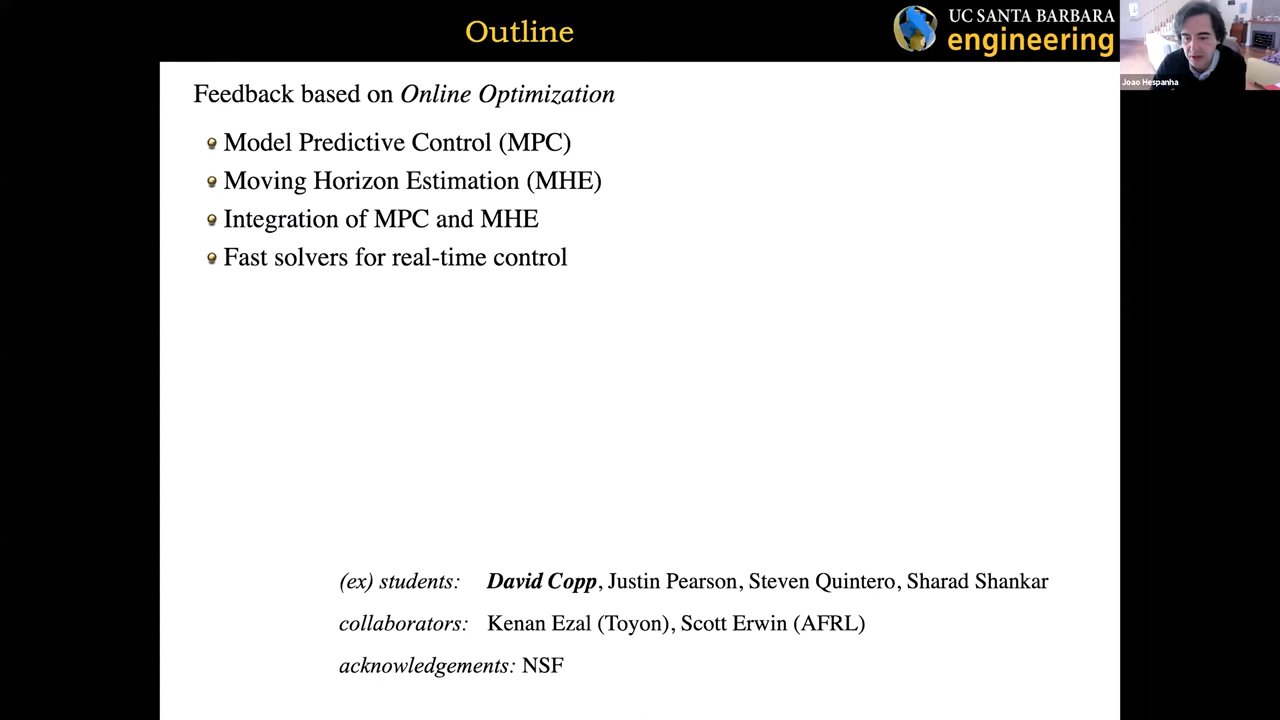 Outline
UC SANTA BARBARA
engineering
Joao Hespanha
Feedback based on Online Optimization
Model Predictive Control (MPC)
Moving Horizon Estimation (MHE)
Integration of MPC and MHE
Fast solvers for real-time control
(ex) students: David Copp, Justin Pearson, Steven Quintero, Sharad Shankar
collaborators: Kenan Ezal (Toyon), Scott Erwin (AFRL)
acknowledgements: NSF